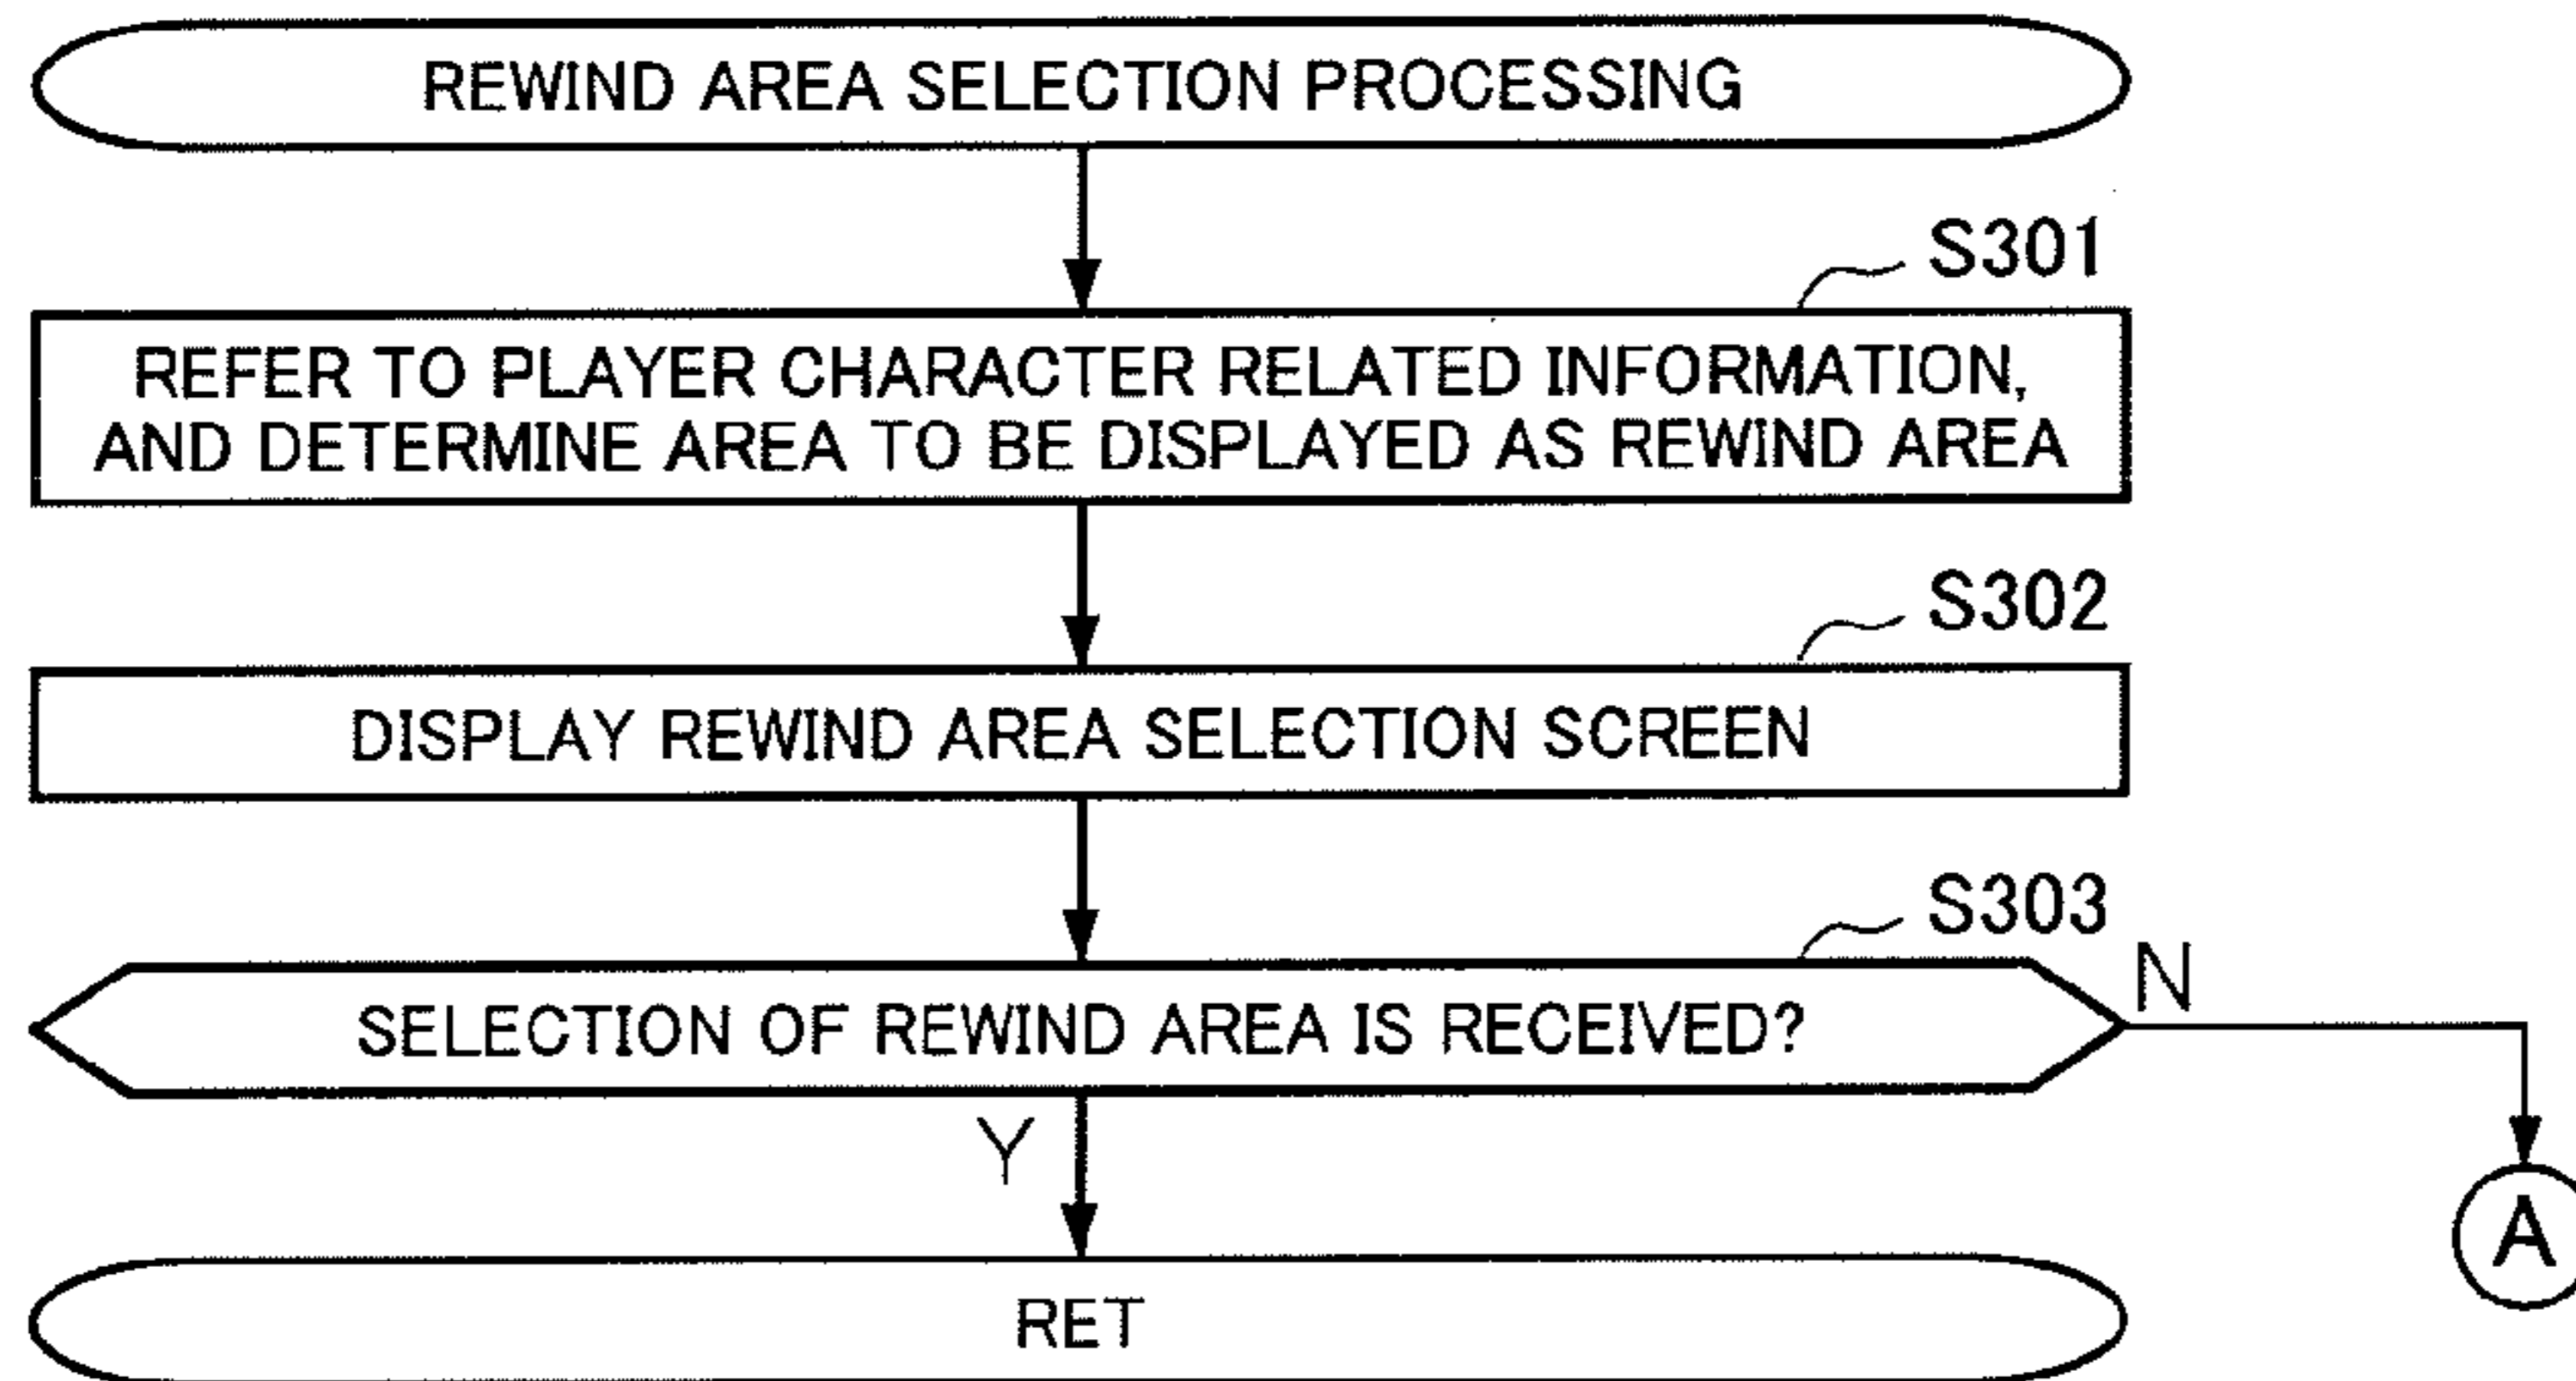 REWIND AREA SELECTION PROCESSING
S301
REFER TO PLAYER CHARACTER RELATED INFORMATION,
AND DETERMINE AREA TO BE DISPLAYED AS REWIND AREA
S302
DISPLAY REWIND AREA SELECTION SCREEN
S303
SELECTION OF REWIND AREA IS RECEIVED?
N
Y
A
RET